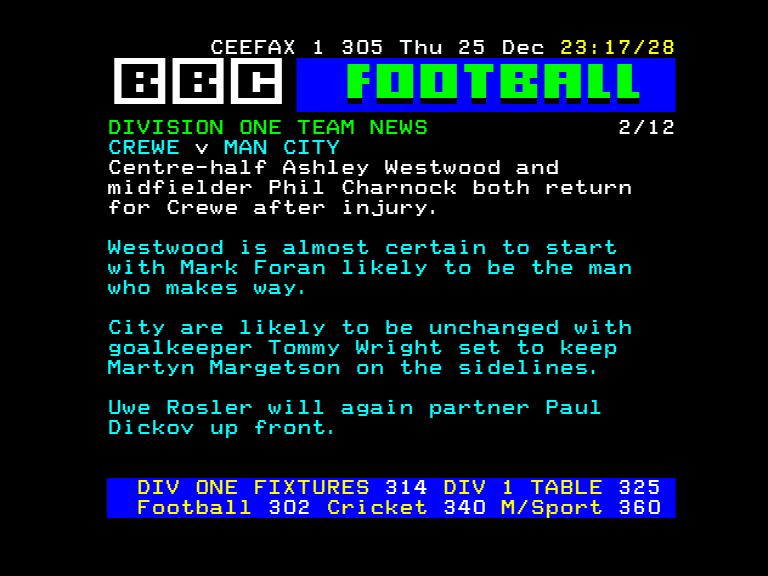 CEEFAX 1 305 Thu 25 Dec 23:17/28
BBC FOOTBALL
DIVISION ONE TEAM NEWS 2/12
CREWE v MAN CITY
Centre-half Ashley Westwood and
midfielder Phil Charnock both return
for Crewe after injury.
Westwood is almost certain to start
with Mark Foran likely to be the man
who makes way.
City are likely to be unchanged with
goalkeeper Tommy Wright set to keep
Martyn Margetson on the sidelines.
Uwe Rosler will again partner Paul
Dickov up front.
DIV ONE FIXTURES 314 DIV 1 TABLE 325
Football 302 Cricket 340 M/Sport 360